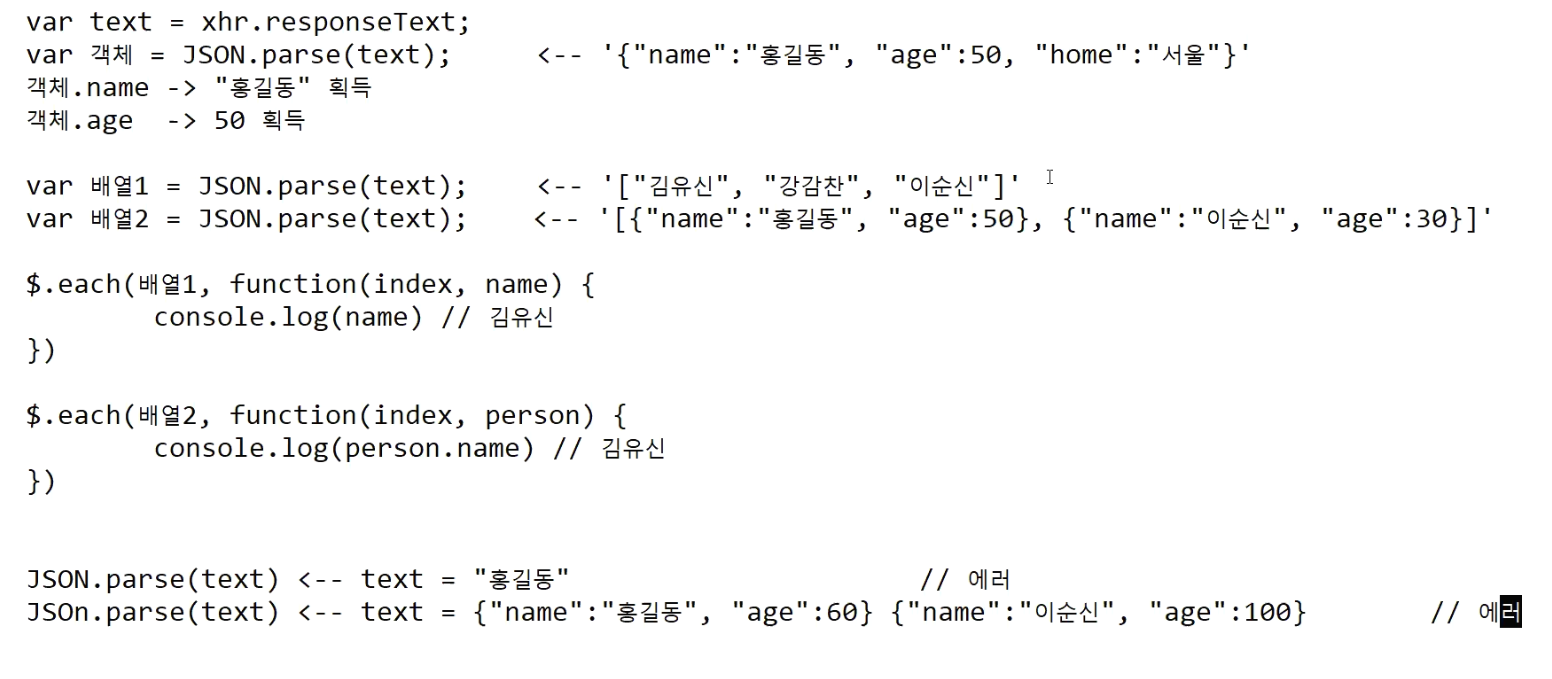 var text = xhr.responseText;
var 객체 = JSON.parse(text); <-- '{"name":"홍길동", "age":50, "home":"서울"}'
객체.name -> "홍길동" 획득
객체.age -> 50 획득
var 배열1 = JSON.parse(text); <-- '["김유신", "강감찬", "이순신"]'
var 배열2 = JSON.parse(text); <-- '[{"name":"홍길동", "age":50}, {"name":"이순신", "age":30}]'
$.each(배열1, function(index, name) {
console.log(name) // 김유신
})
$.each(배열2, function(index, person) {
console.log(person.name) // 김유신
})
JSON.parse(text) <-- text = "홍길동" // 에러
JSOn.parse(text) <-- text = {"name":"홍길동", "age":60} {"name":"이순신", "age":100} // 에러